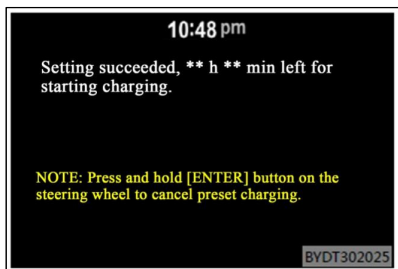 10:48 pm
Setting succeeded, ** h ** min left for
starting charging.
NOTE: Press and hold [ENTER] button on the
steering wheel to cancel preset charging.
BYDT302025